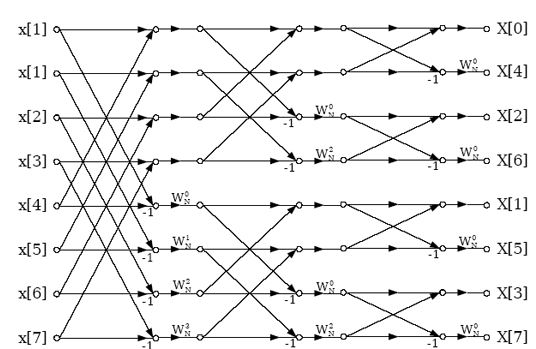 x[1] X[0]
x[1] -1 W_N^0 X[4]
x[2] -1 W_N^0 X[2]
x[3] -1 W_N^2 -1 W_N^0 X[6]
x[4] -1 W_N^0 X[1]
x[5] -1 W_N^1 -1 W_N^0 X[5]
x[6] -1 W_N^2 -1 W_N^0 X[3]
x[7] -1 W_N^3 -1 W_N^2 -1 W_N^0 X[7]